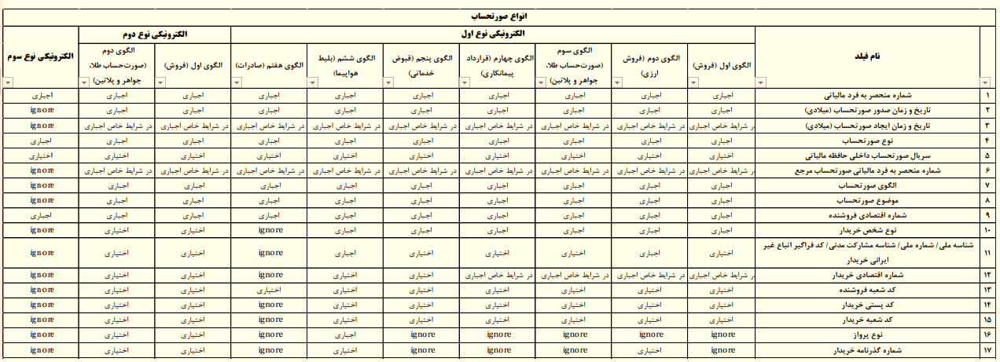 انواع صورتحساب
نام فیلد الکترونیکی نوع اول الکترونیکی نوع دوم الکترونیکی نوع سوم
الگوی اول (فروش)
الگوی دوم (فروش
ارزی)
الگوی سوم
(صورتحساب طلا،
جواهر و پلاتین)
الگوی چهارم (قرارداد
پیمانکاری)
الگوی پنجم (قبوض
خدماتی)
الگوی ششم (بلیط
هواپیما)
الگوی هفتم (صادرات)
الگوی اول (فروش)
الگوی دوم
(صورتحساب طلا،
جواهر و پلاتین)
۱ شماره منحصر به فرد مالیاتی اجباری اجباری اجباری اجباری اجباری اجباری اجباری اجباری اجباری اجباری
۲ تاریخ و زمان صدور صورتحساب (میلادی) اجباری اجباری اجباری اجباری اجباری اجباری اجباری اجباری اجباری ignore
۳ تاریخ و زمان ایجاد صورتحساب (میلادی) در شرایط خاص اجباری در شرایط خاص اجباری در شرایط خاص اجباری در شرایط خاص اجباری در شرایط خاص اجباری در شرایط خاص اجباری در شرایط خاص اجباری در شرایط خاص اجباری در شرایط خاص اجباری ignore
۴ نوع صورتحساب اجباری اجباری اجباری اجباری اجباری اجباری اجباری اجباری اجباری اجباری
۵ سریال صورتحساب داخلی حافظه مالیاتی اختیاری اختیاری اختیاری اختیاری اختیاری اختیاری اختیاری اختیاری اختیاری اختیاری
۶ شماره منحصر به فرد مالیاتی صورتحساب مرجع در شرایط خاص اجباری در شرایط خاص اجباری در شرایط خاص اجباری در شرایط خاص اجباری در شرایط خاص اجباری در شرایط خاص اجباری در شرایط خاص اجباری در شرایط خاص اجباری در شرایط خاص اجباری ignore
۷ الگوی صورتحساب اجباری اجباری اجباری اجباری اجباری اجباری اجباری اجباری اجباری ignore
۸ موضوع صورتحساب اجباری اجباری اجباری اجباری اجباری اجباری اجباری اجباری اجباری ignore
۹ شماره اقتصادی فروشنده اجباری اجباری اجباری اجباری اجباری اجباری اجباری اجباری اجباری اجباری
۱۰ نوع شخص خریدار اجباری اجباری اجباری اجباری اجباری اجباری ignore اختیاری اختیاری ignore
۱۱ شناسه ملی/ شماره ملی/ شناسه مشارکت مدنی/ کد فراگیر اتباع غیر
ایرانی خریدار اختیاری اجباری اختیاری اجباری اختیاری اجباری ignore اختیاری اختیاری ignore
۱۲ شماره اقتصادی خریدار در شرایط خاص اجباری در شرایط خاص اجباری در شرایط خاص اجباری در شرایط خاص اجباری اختیاری اختیاری ignore اختیاری اختیاری ignore
۱۳ کد شعبه فروشنده اختیاری اختیاری اختیاری اختیاری اختیاری اختیاری اختیاری اختیاری اختیاری ignore
۱۴ کد پستی خریدار اختیاری اختیاری اختیاری اختیاری اختیاری اختیاری ignore اختیاری اختیاری ignore
۱۵ کد شعبه خریدار اختیاری اختیاری اختیاری اختیاری اختیاری اختیاری ignore اختیاری اختیاری ignore
۱۶ نوع پرواز ignore ignore ignore ignore ignore اجباری ignore اختیاری اختیاری ignore
۱۷ شماره گذرنامه خریدار ignore اختیاری ignore ignore ignore اختیاری ignore اختیاری اختیاری ignore